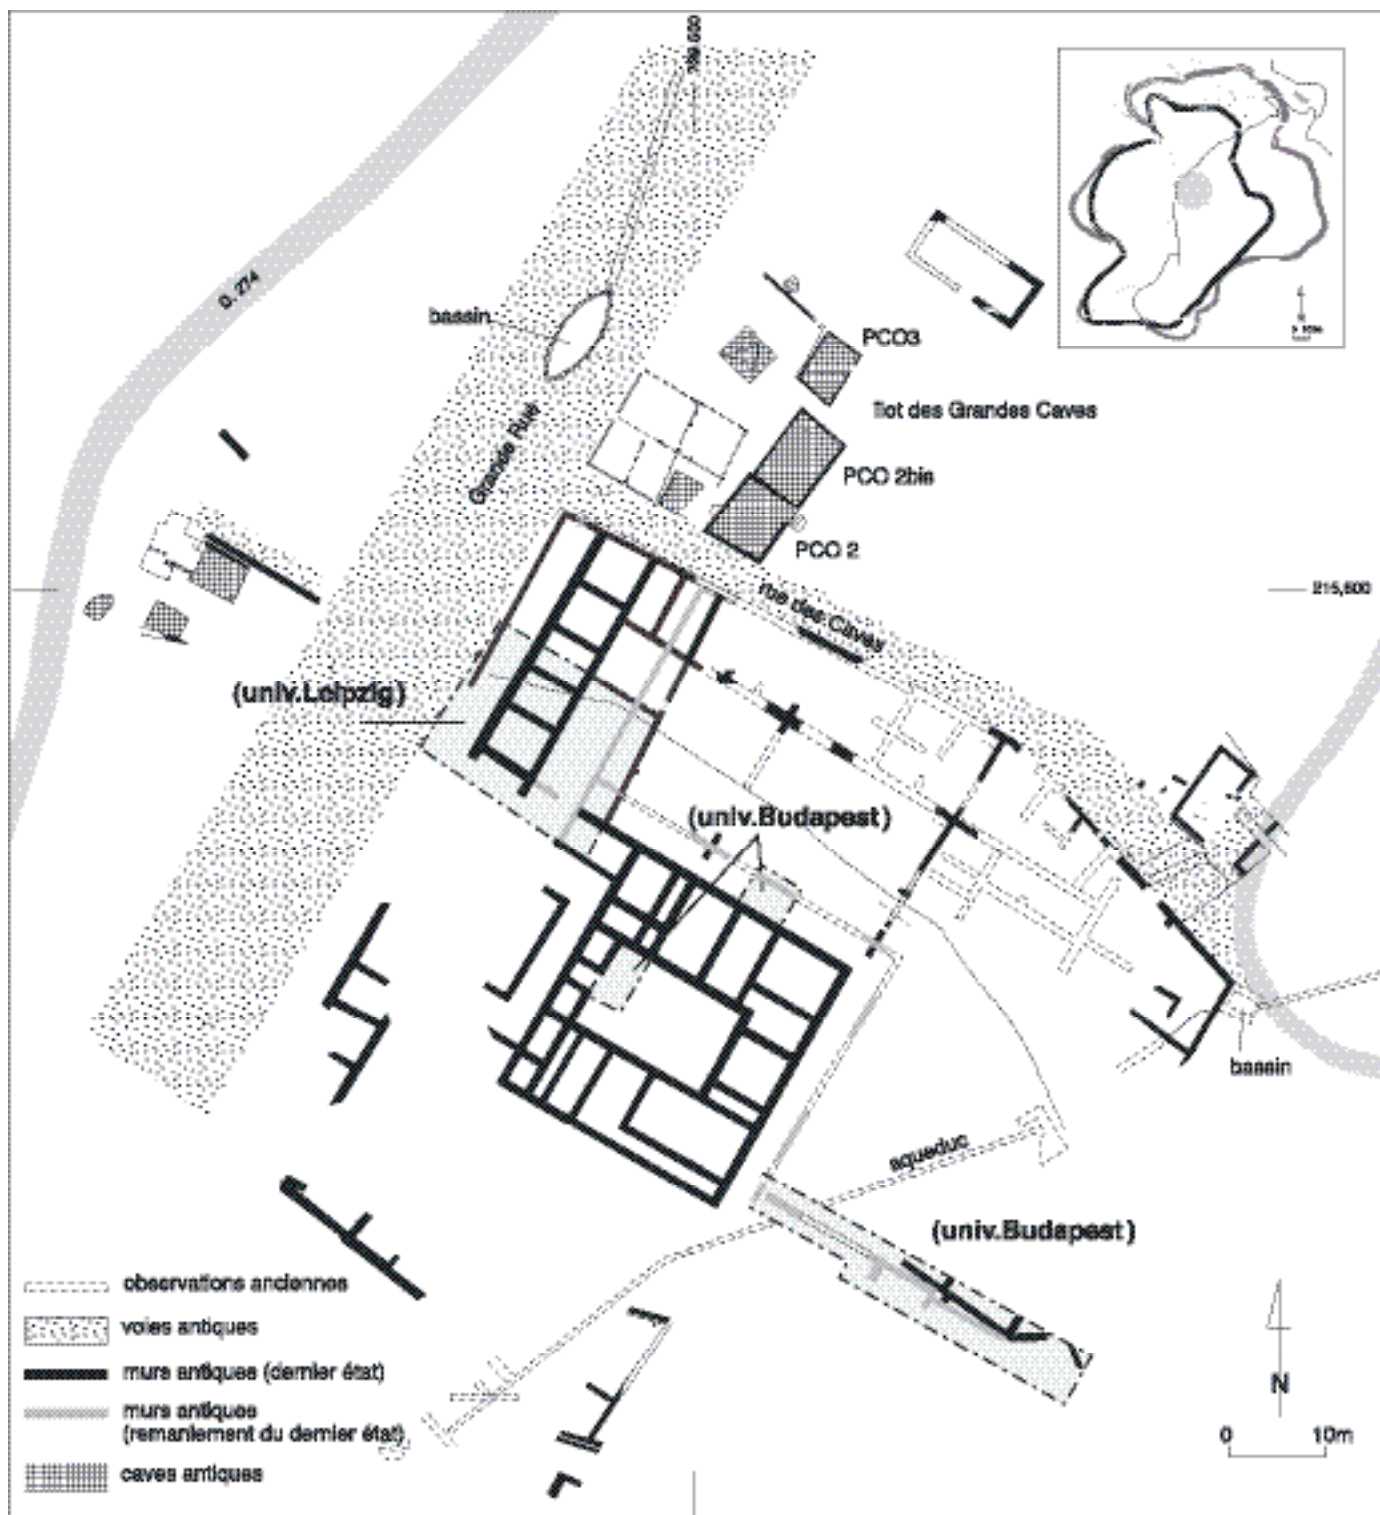 D. 274
bassin
Grande Rue
PCO3
îlot des Grandes Caves
PCO 2bis
PCO 2
rue des Caves
215,600
(univ.Leipzig)
(univ.Budapest)
bassin
aqueduc
(univ.Budapest)
observations anciennes
voies antiques
murs antiques (dernier état)
murs antiques
(remaniement du dernier état)
caves antiques
N
0 10m